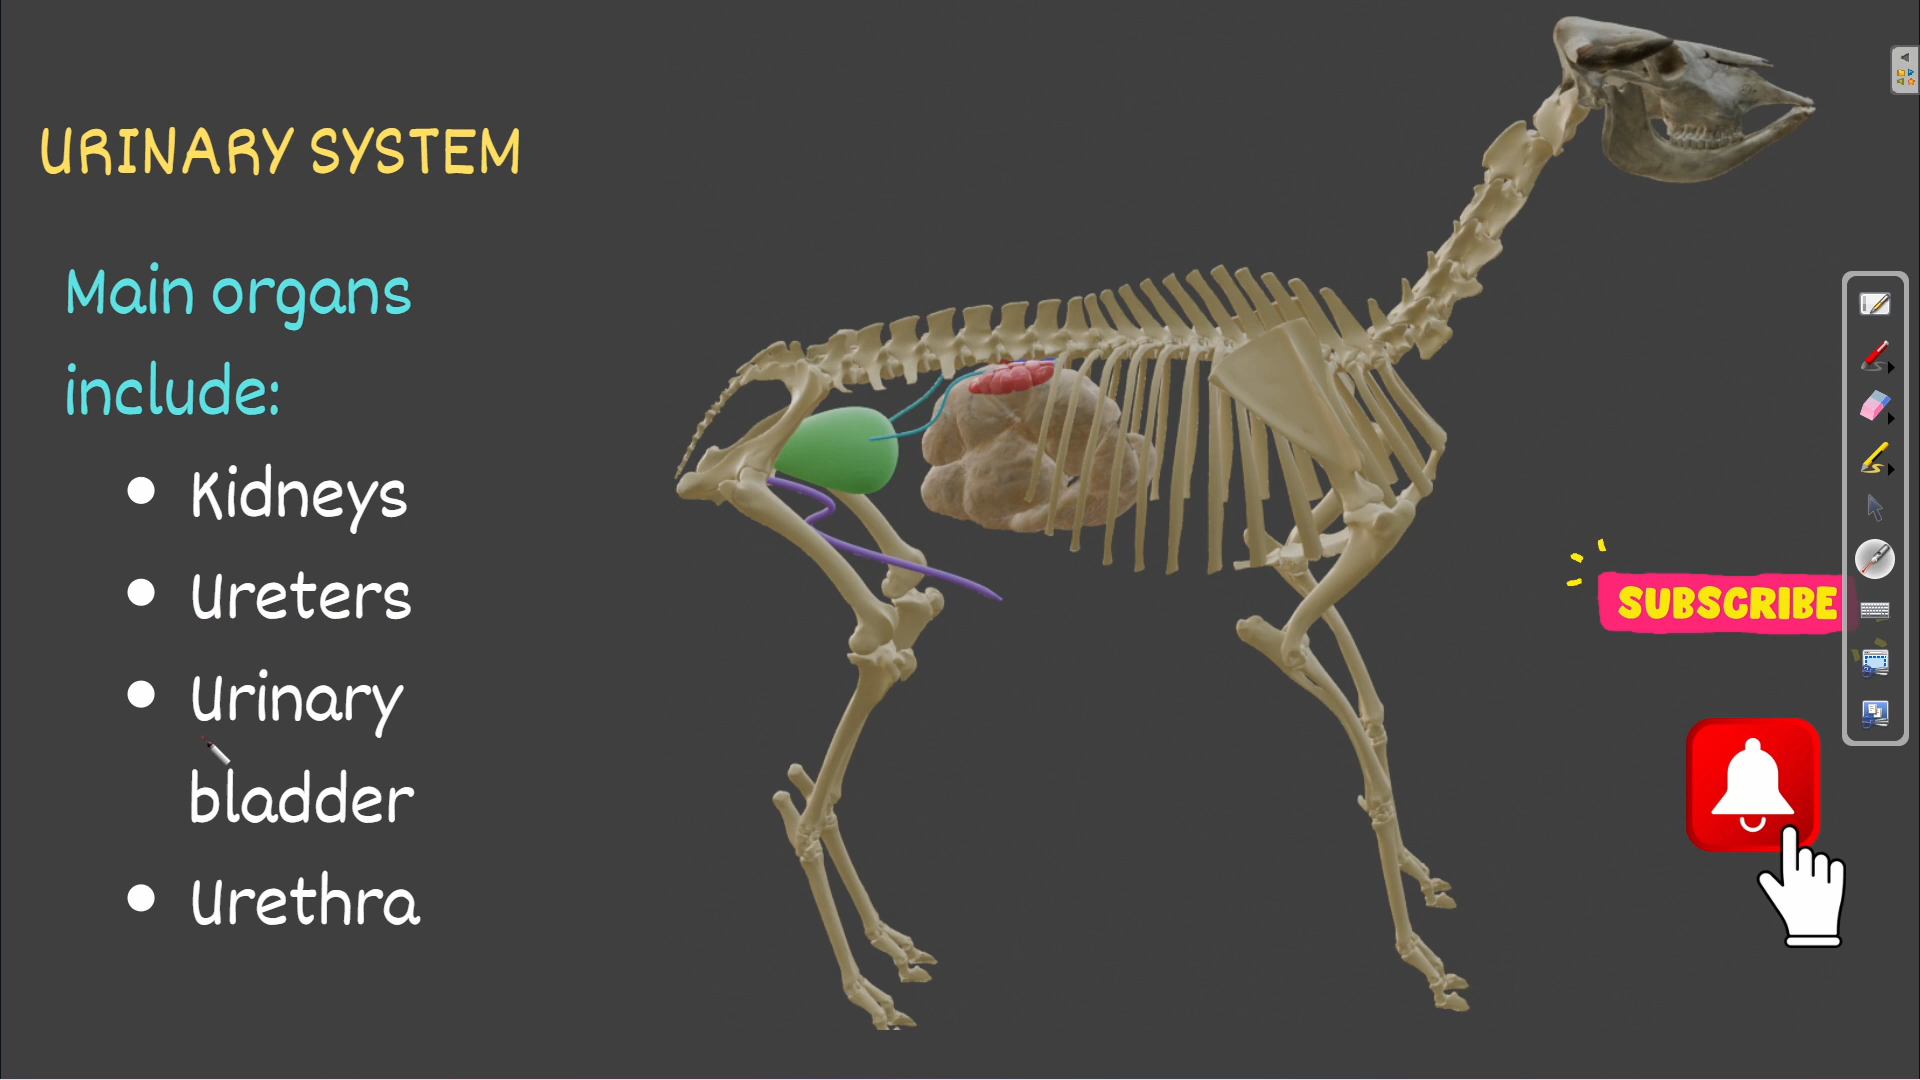 URINARY SYSTEM
Main organs
include:
• Kidneys
• Ureters
• Urinary
bladder
• Urethra
SUBSCRIBE